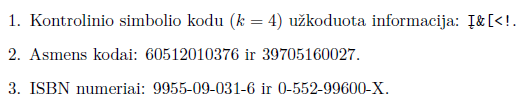 1. Kontrolinio simbolio kodu (k = 4) užkoduota informacija: Į&[<!.
2. Asmens kodai: 60512010376 ir 39705160027.
3. ISBN numeriai: 9955-09-031-6 ir 0-552-99600-X.